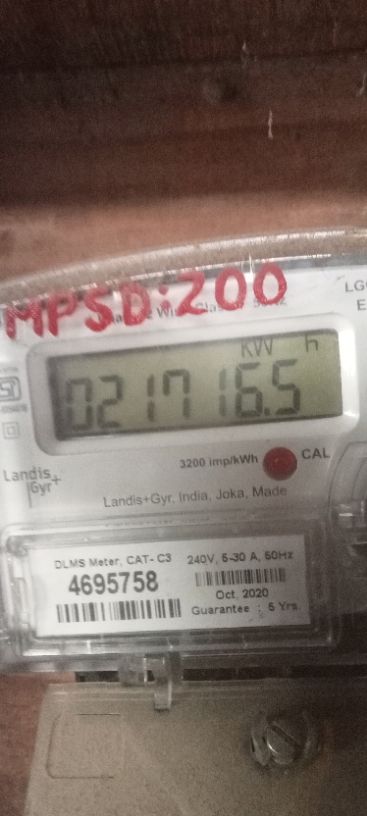 MPSD:200
LG
KW h
021716.5
3200 imp/kWh CAL
Landis
Gyr+
Landis+Gyr, India, Joka, Made
DLMS Meter, CAT- C3 240V, 5-30 A, 50Hz
4695758
Oct. 2020
Guarantee : 5 Yrs